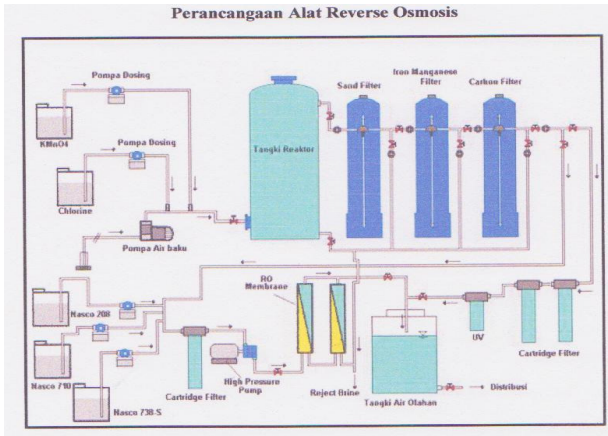 Perancangaan Alat Reverse Osmosis
Pompa Dosing
KMnO4
Pompa Dosing
Chlorine
Pompa Air baku
Tangki Reaktor
Sand Filter
Iron Manganese
Filter
Carbon Filter
Nasco 208
Nasco 710
Nasco 738-S
Cartridge Filter
High Pressure
Pump
RO
Membrane
Reject Brine
Tangki Air Olahan
UV
Cartridge Filter
Distribusi